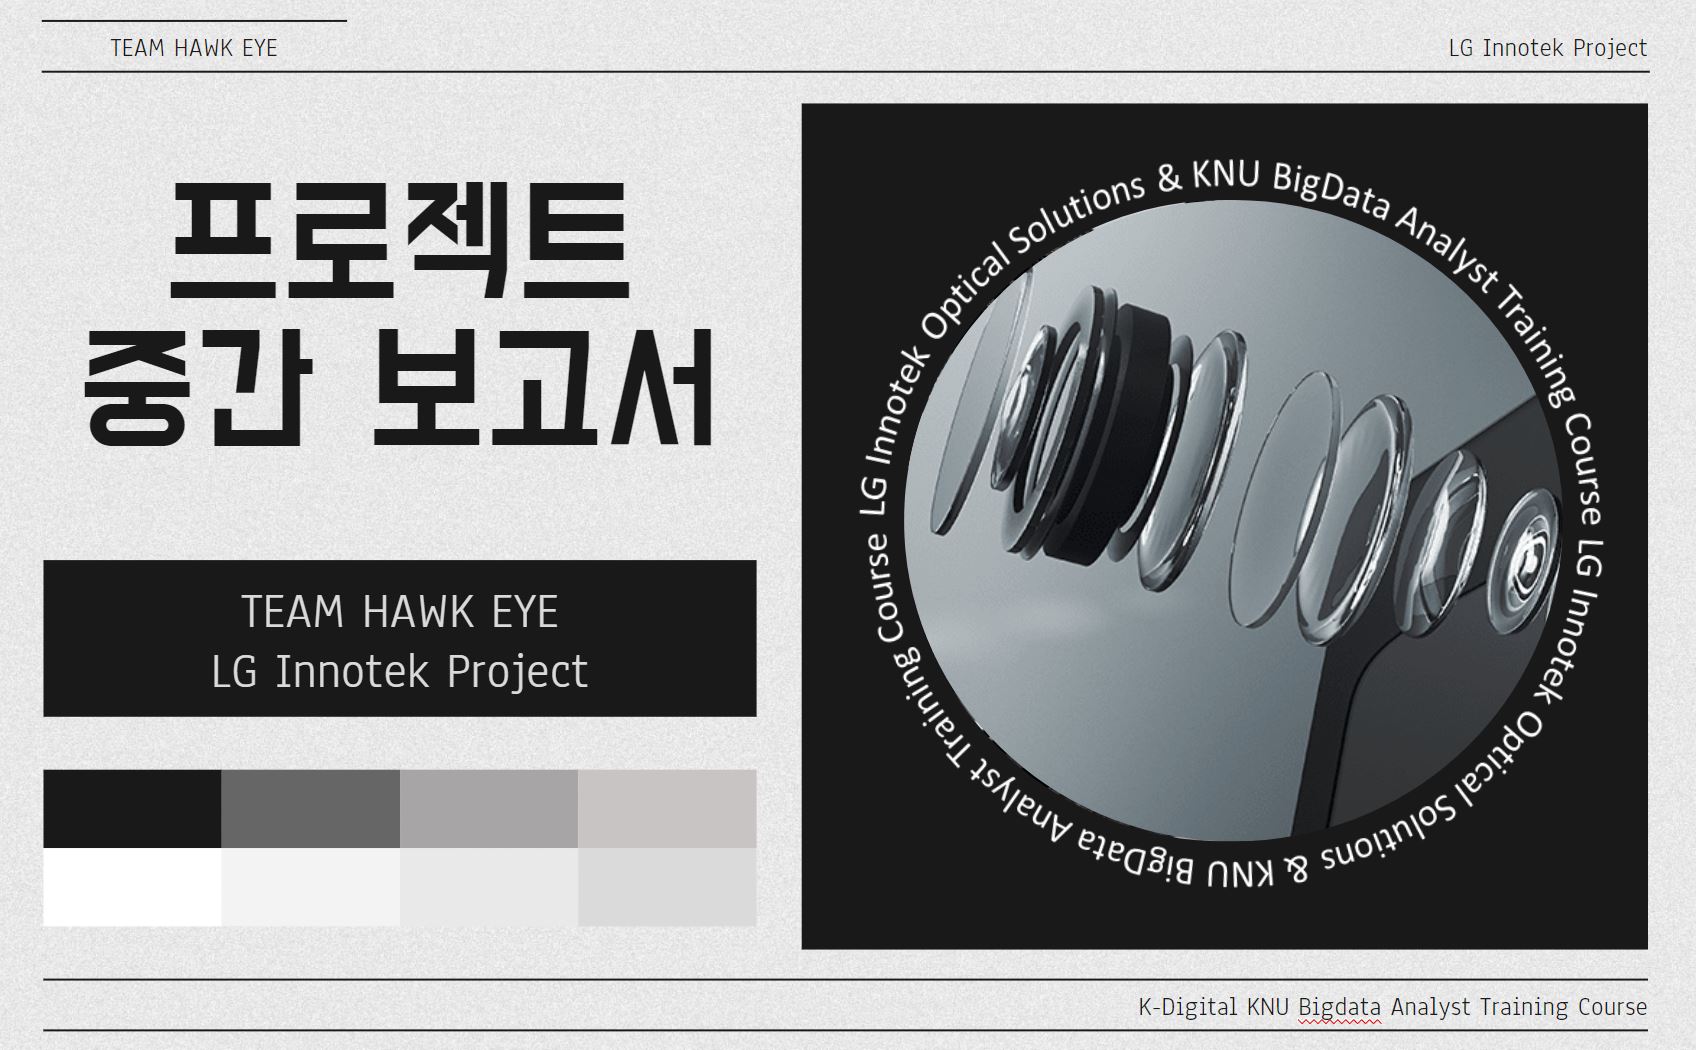 TEAM HAWK EYE
LG Innotek Project
프로젝트
중간 보고서
TEAM HAWK EYE
LG Innotek Project
LG Innotek Optical Solutions & KNU BigData Analyst Training Course LG Innotek Optical Solutions & KNU BigData Analyst Training Course
K-Digital KNU Bigdata Analyst Training Course